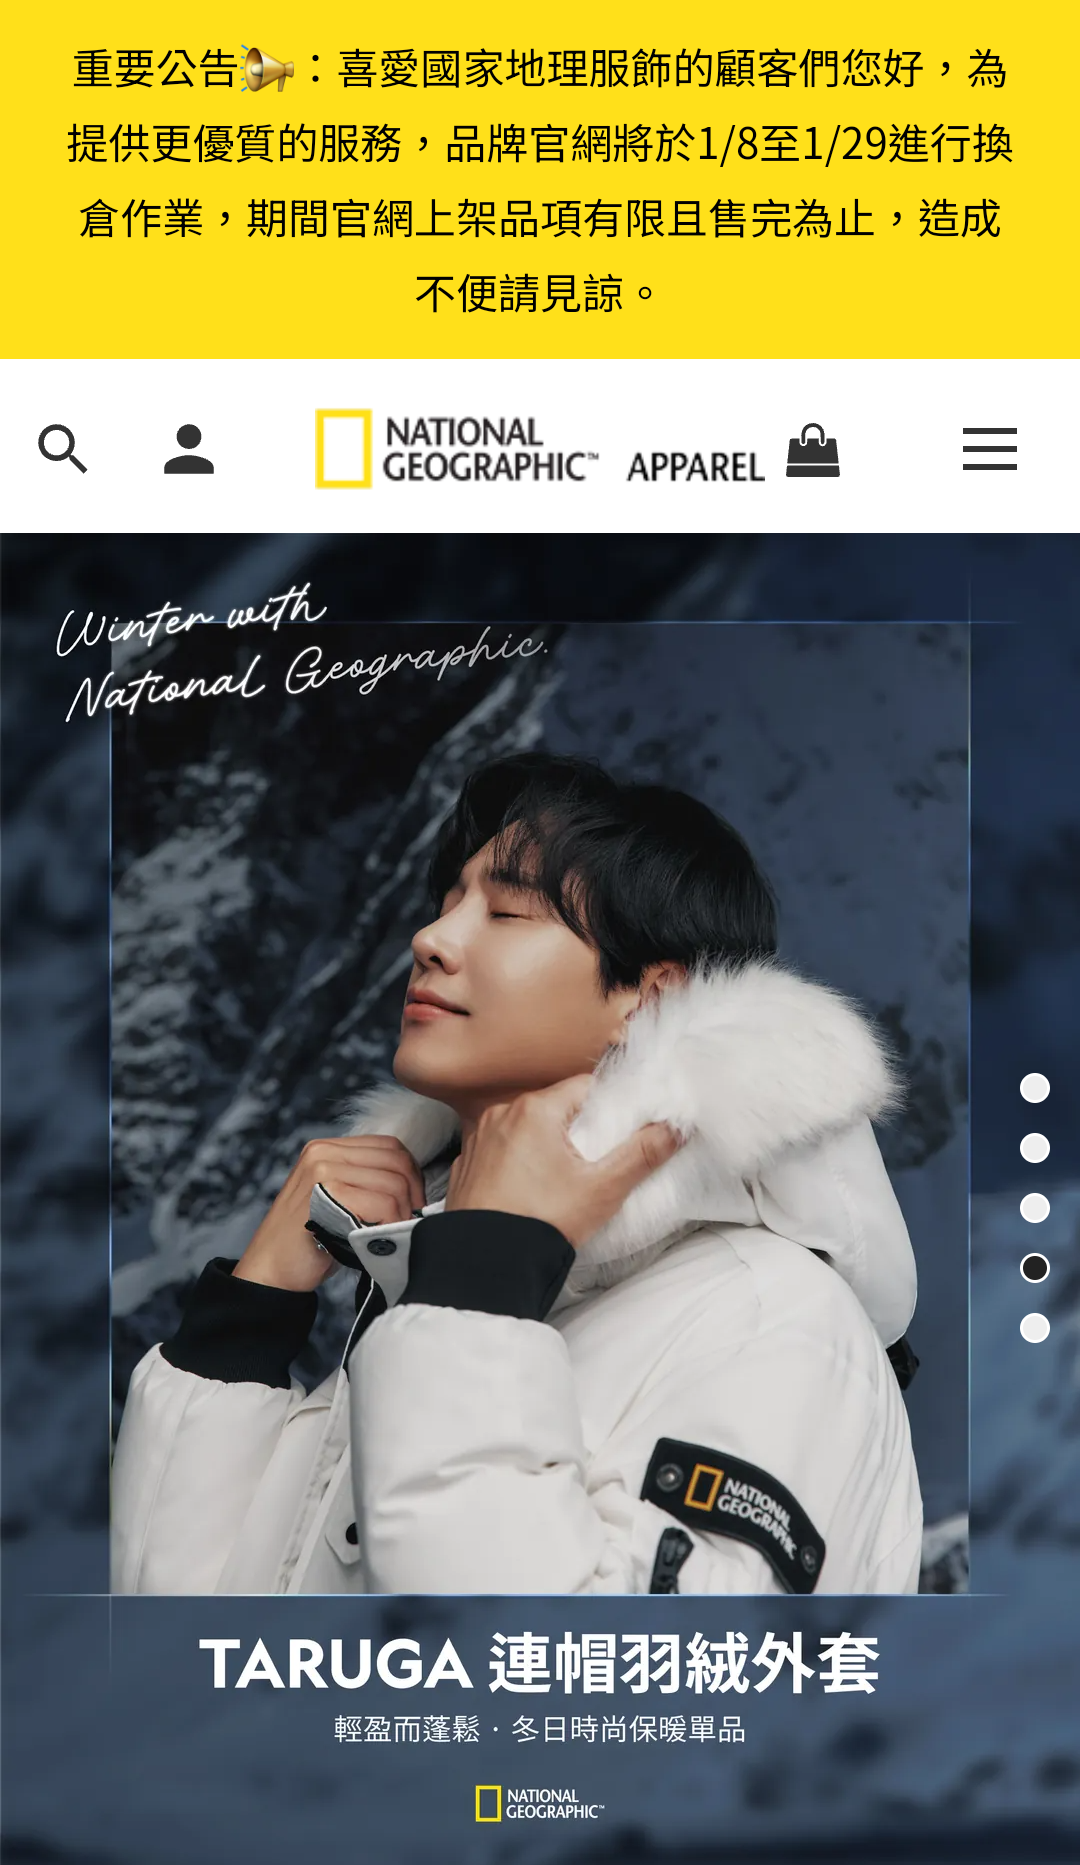 重要公告📢：喜愛國家地理服飾的顧客們您好，為
提供更優質的服務，品牌官網將於1/8至1/29進行換
倉作業，期間官網上架品項有限且售完為止，造成
不便請見諒。
NATIONAL
GEOGRAPHIC™ APPAREL
Winter with
National Geographic.
NATIONAL
GEOGRAPHIC
TARUGA 連帽羽絨外套
輕盈而蓬鬆．冬日時尚保暖單品
NATIONAL
GEOGRAPHIC™